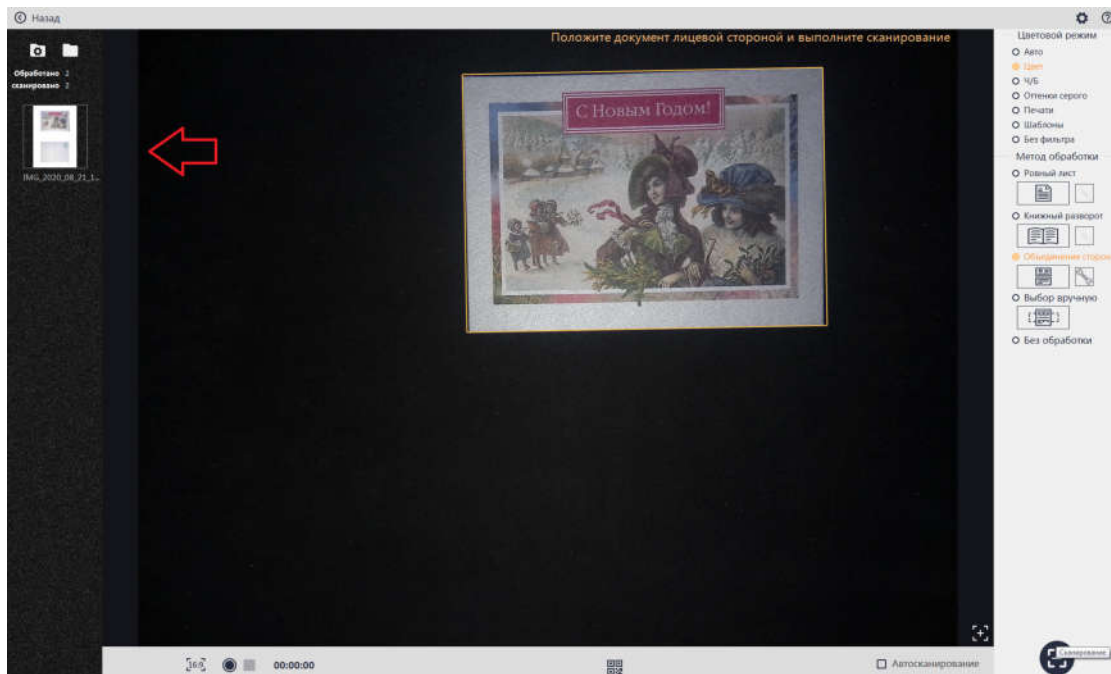 Назад
Положите документ лицевой стороной и выполните сканирование
Обработано 2
сканировано 2
IMG_2020_08_21_1...
С Новым Годом!
Цветовой режим
Авто
Цвет
Ч/Б
Оттенки серого
Печати
Шаблоны
Без фильтра
Метод обработки
Ровный лист
Книжный разворот
Объединение сторон
Выбор вручную
Без обработки
00:00:00
Автосканирование
Сканирование